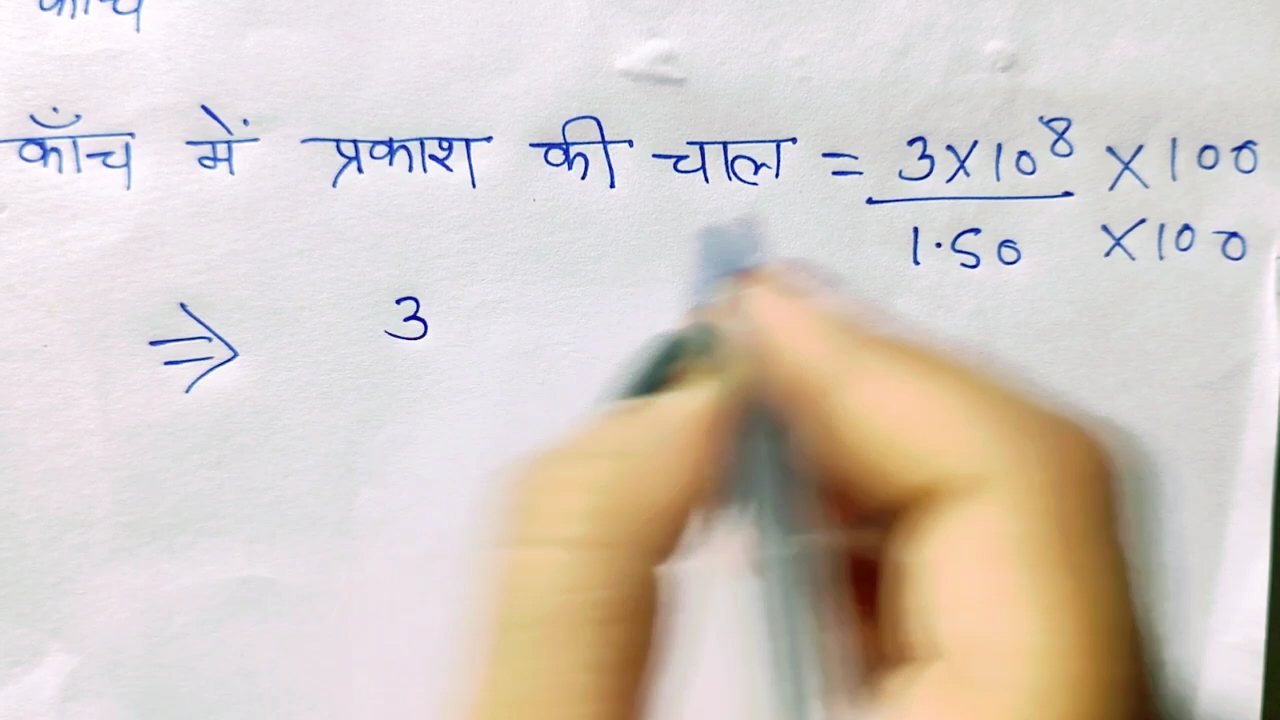 काँच
काँच में प्रकाश की चाल = 3×10⁸ ×100
1.50 ×100
⇒ 3